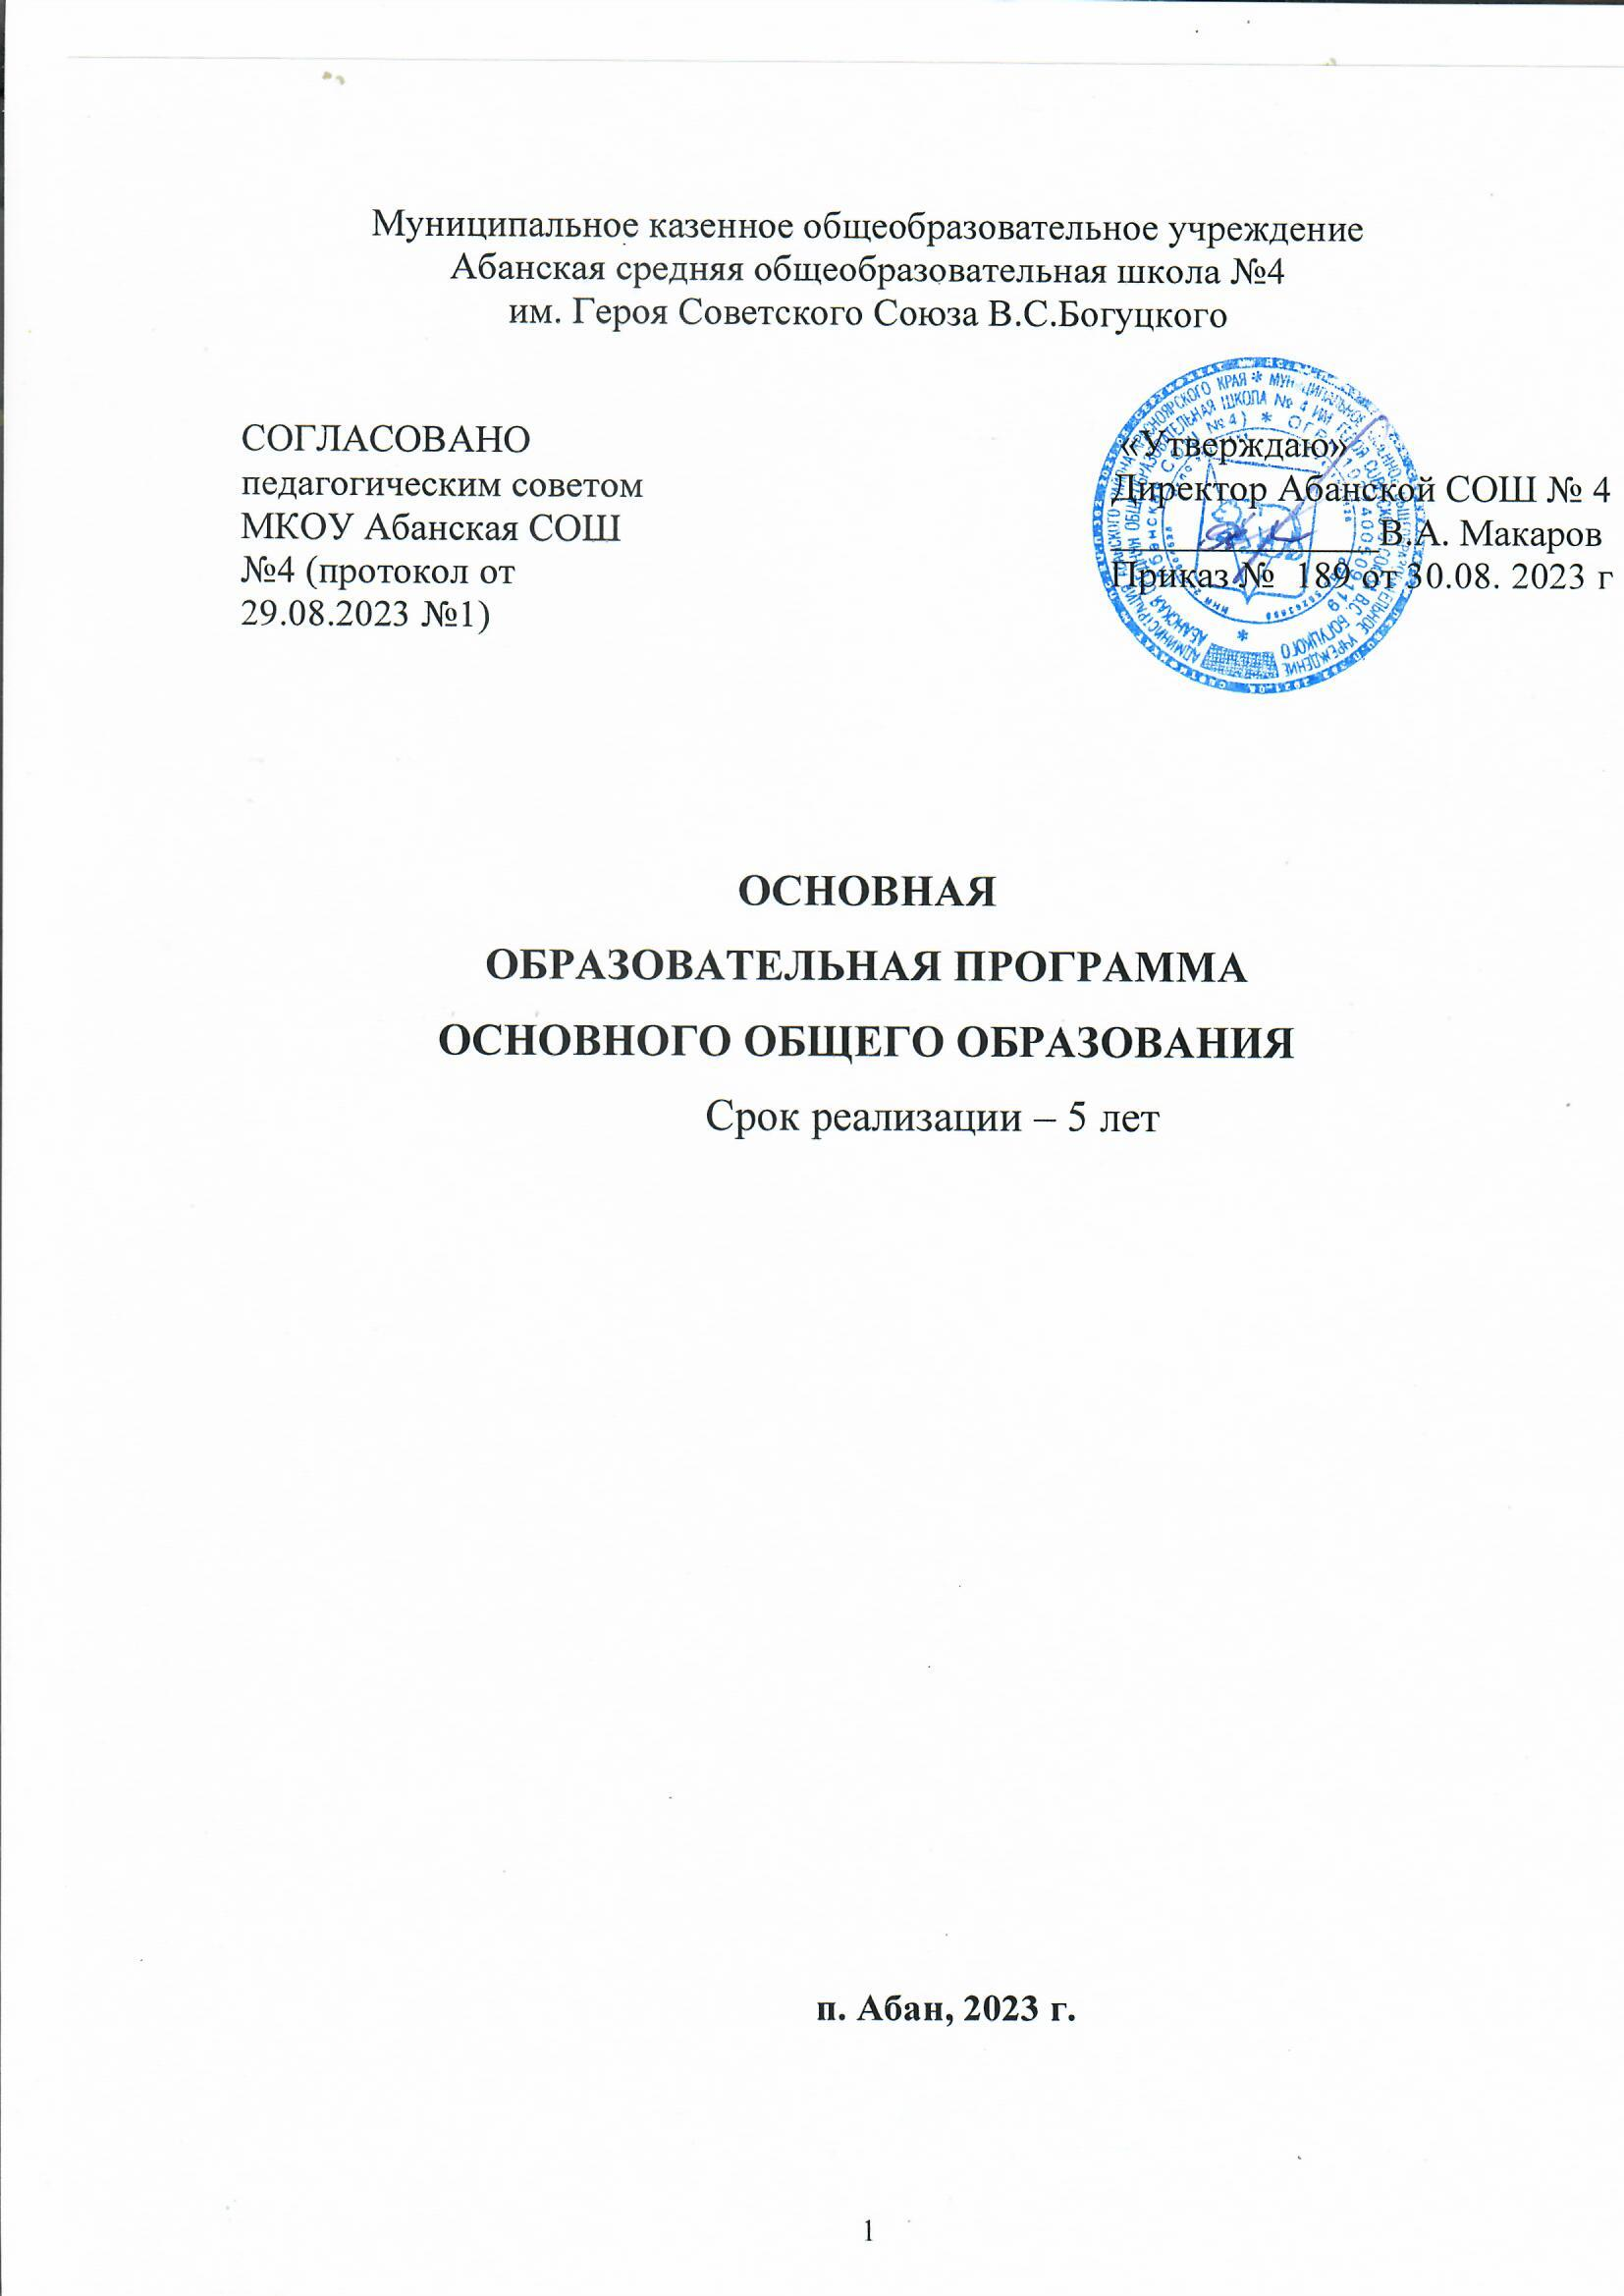 Муниципальное казенное общеобразовательное учреждение
Абанская средняя общеобразовательная школа №4
им. Героя Советского Союза В.С.Богуцкого
СОГЛАСОВАНО
педагогическим советом
МКОУ Абанская СОШ
№4 (протокол от
29.08.2023 №1)
«Утверждаю»
Директор Абанской СОШ № 4
______________В.А. Макаров
Приказ № 189 от 30.08. 2023 г
ОСНОВНАЯ
ОБРАЗОВАТЕЛЬНАЯ ПРОГРАММА
ОСНОВНОГО ОБЩЕГО ОБРАЗОВАНИЯ
Срок реализации – 5 лет
п. Абан, 2023 г.
1